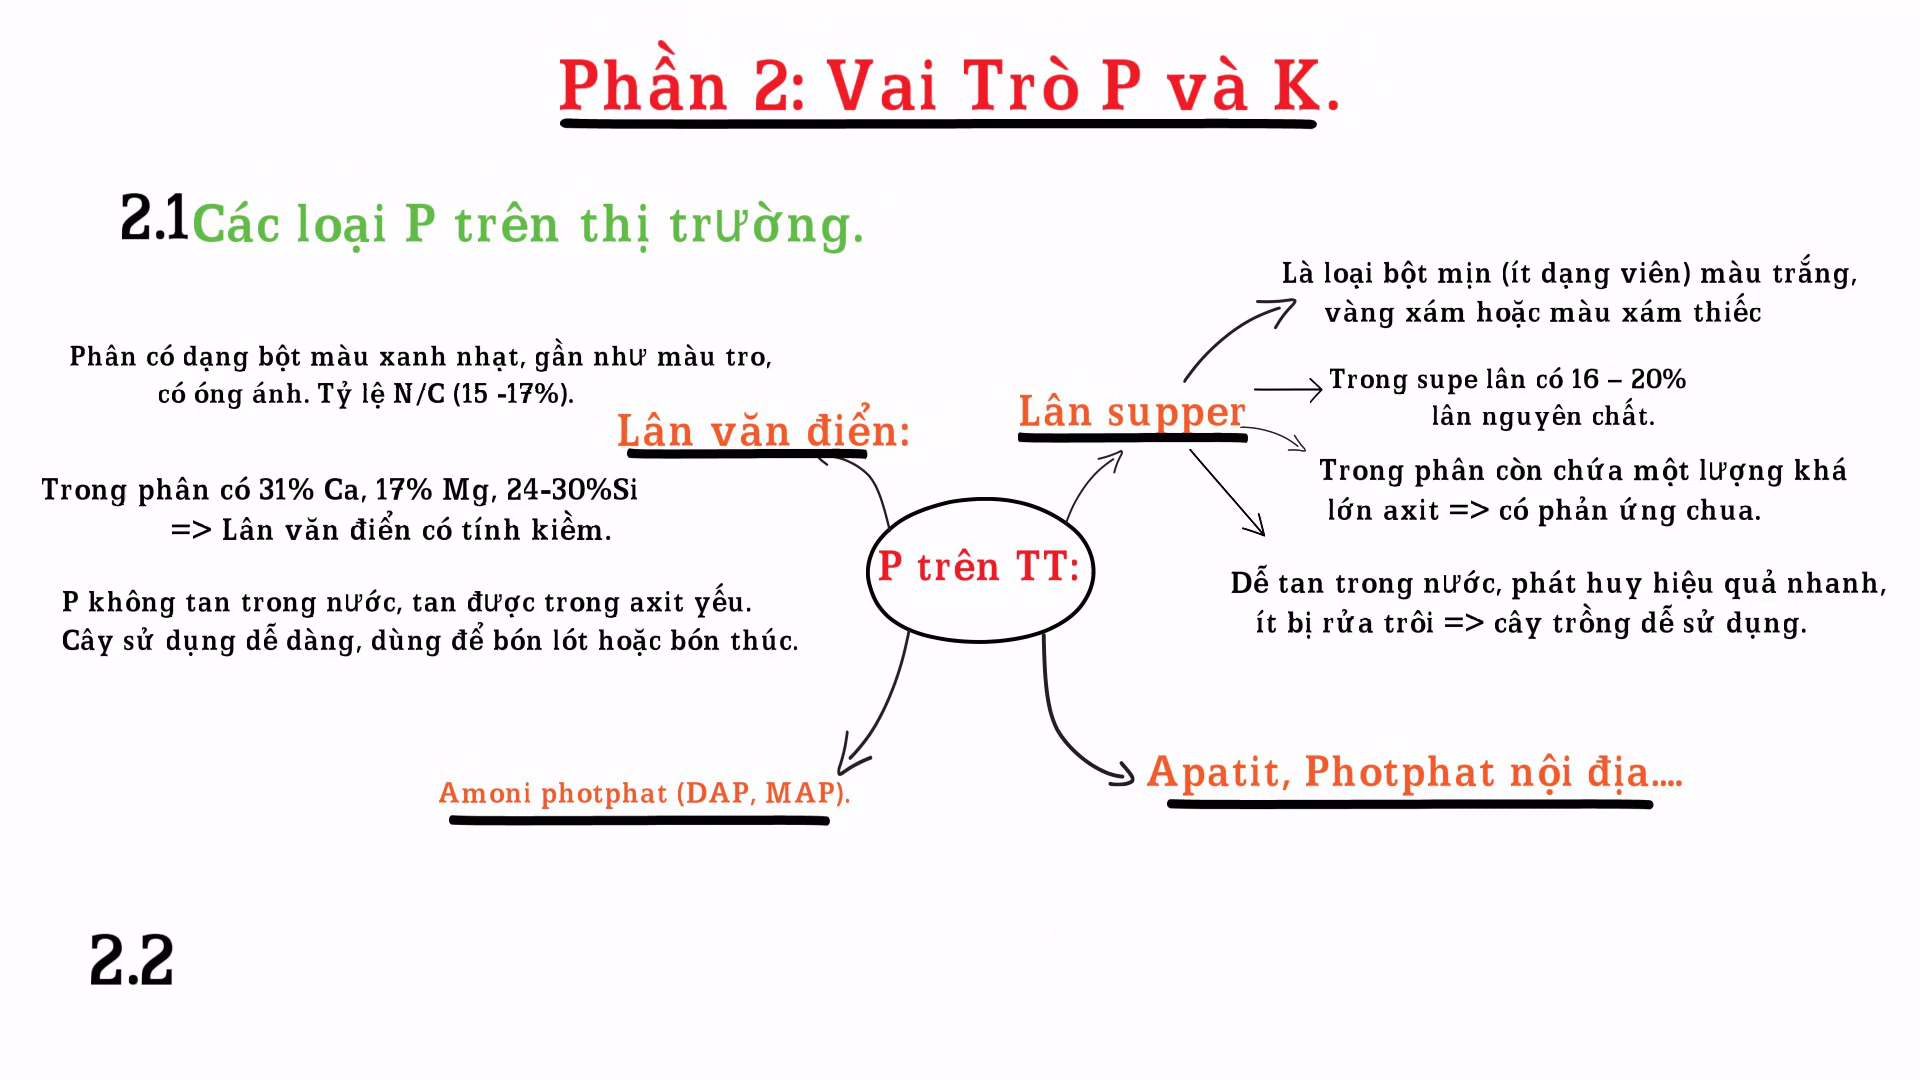 Phần 2: Vai Trò P và K.
2.1 Các loại P trên thị trường.
Phân có dạng bột màu xanh nhạt, gần như màu tro,
có óng ánh. Tỷ lệ N/C (15 -17%).
Lân văn điển:
Trong phân có 31% Ca, 17% Mg, 24-30%Si
=> Lân văn điển có tính kiềm.
P không tan trong nước, tan được trong axit yếu.
Cây sử dụng dễ dàng, dùng để bón lót hoặc bón thúc.
Là loại bột mịn (ít dạng viên) màu trắng,
vàng xám hoặc màu xám thiếc
Lân supper
Trong supe lân có 16 – 20%
lân nguyên chất.
Trong phân còn chứa một lượng khá
lớn axit => có phản ứng chua.
Dễ tan trong nước, phát huy hiệu quả nhanh,
ít bị rửa trôi => cây trồng dễ sử dụng.
P trên TT:
Amoni photphat (DAP, MAP).
Apatit, Photphat nội địa....
2.2